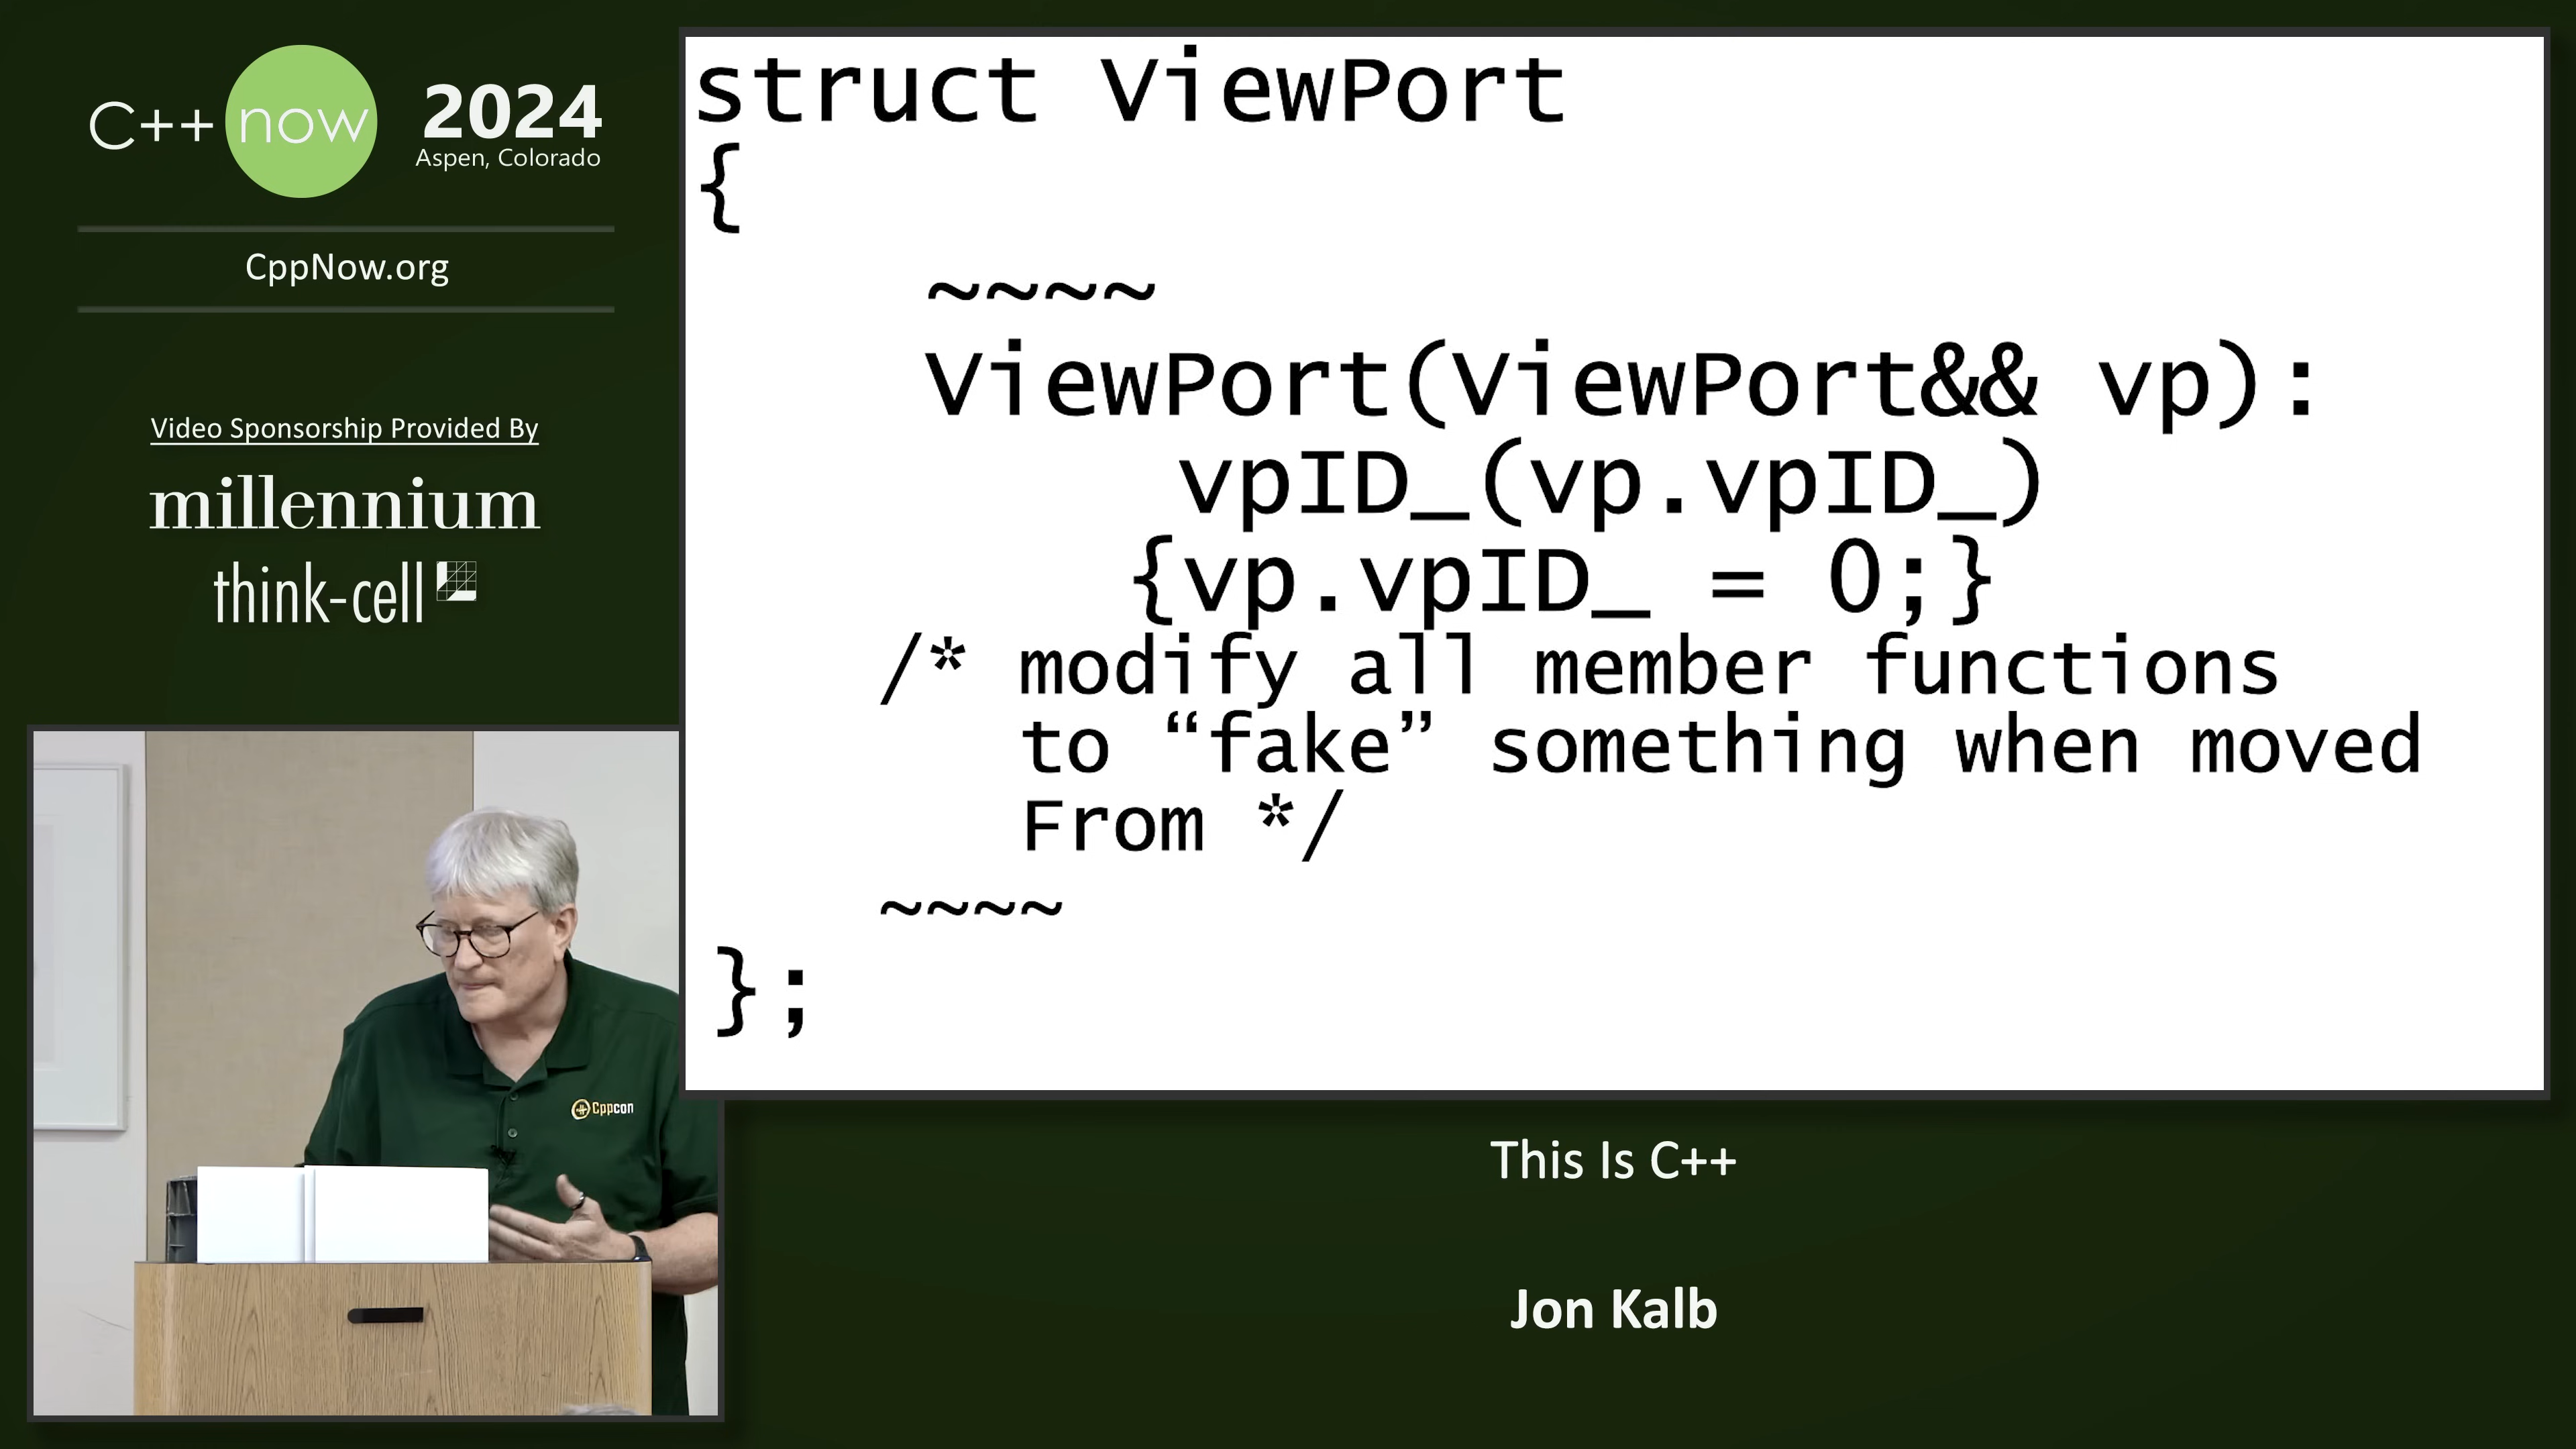 C++ now
2024
Aspen, Colorado
CppNow.org
Video Sponsorship Provided By
millennium
think-cell
struct ViewPort
{
~~~~
ViewPort(ViewPort&& vp):
vpID_(vp.vpID_)
{vp.vpID_ = 0;}
/* modify all member functions
to “fake” something when moved
From */
~~~~
};
Cppcon
This Is C++
Jon Kalb